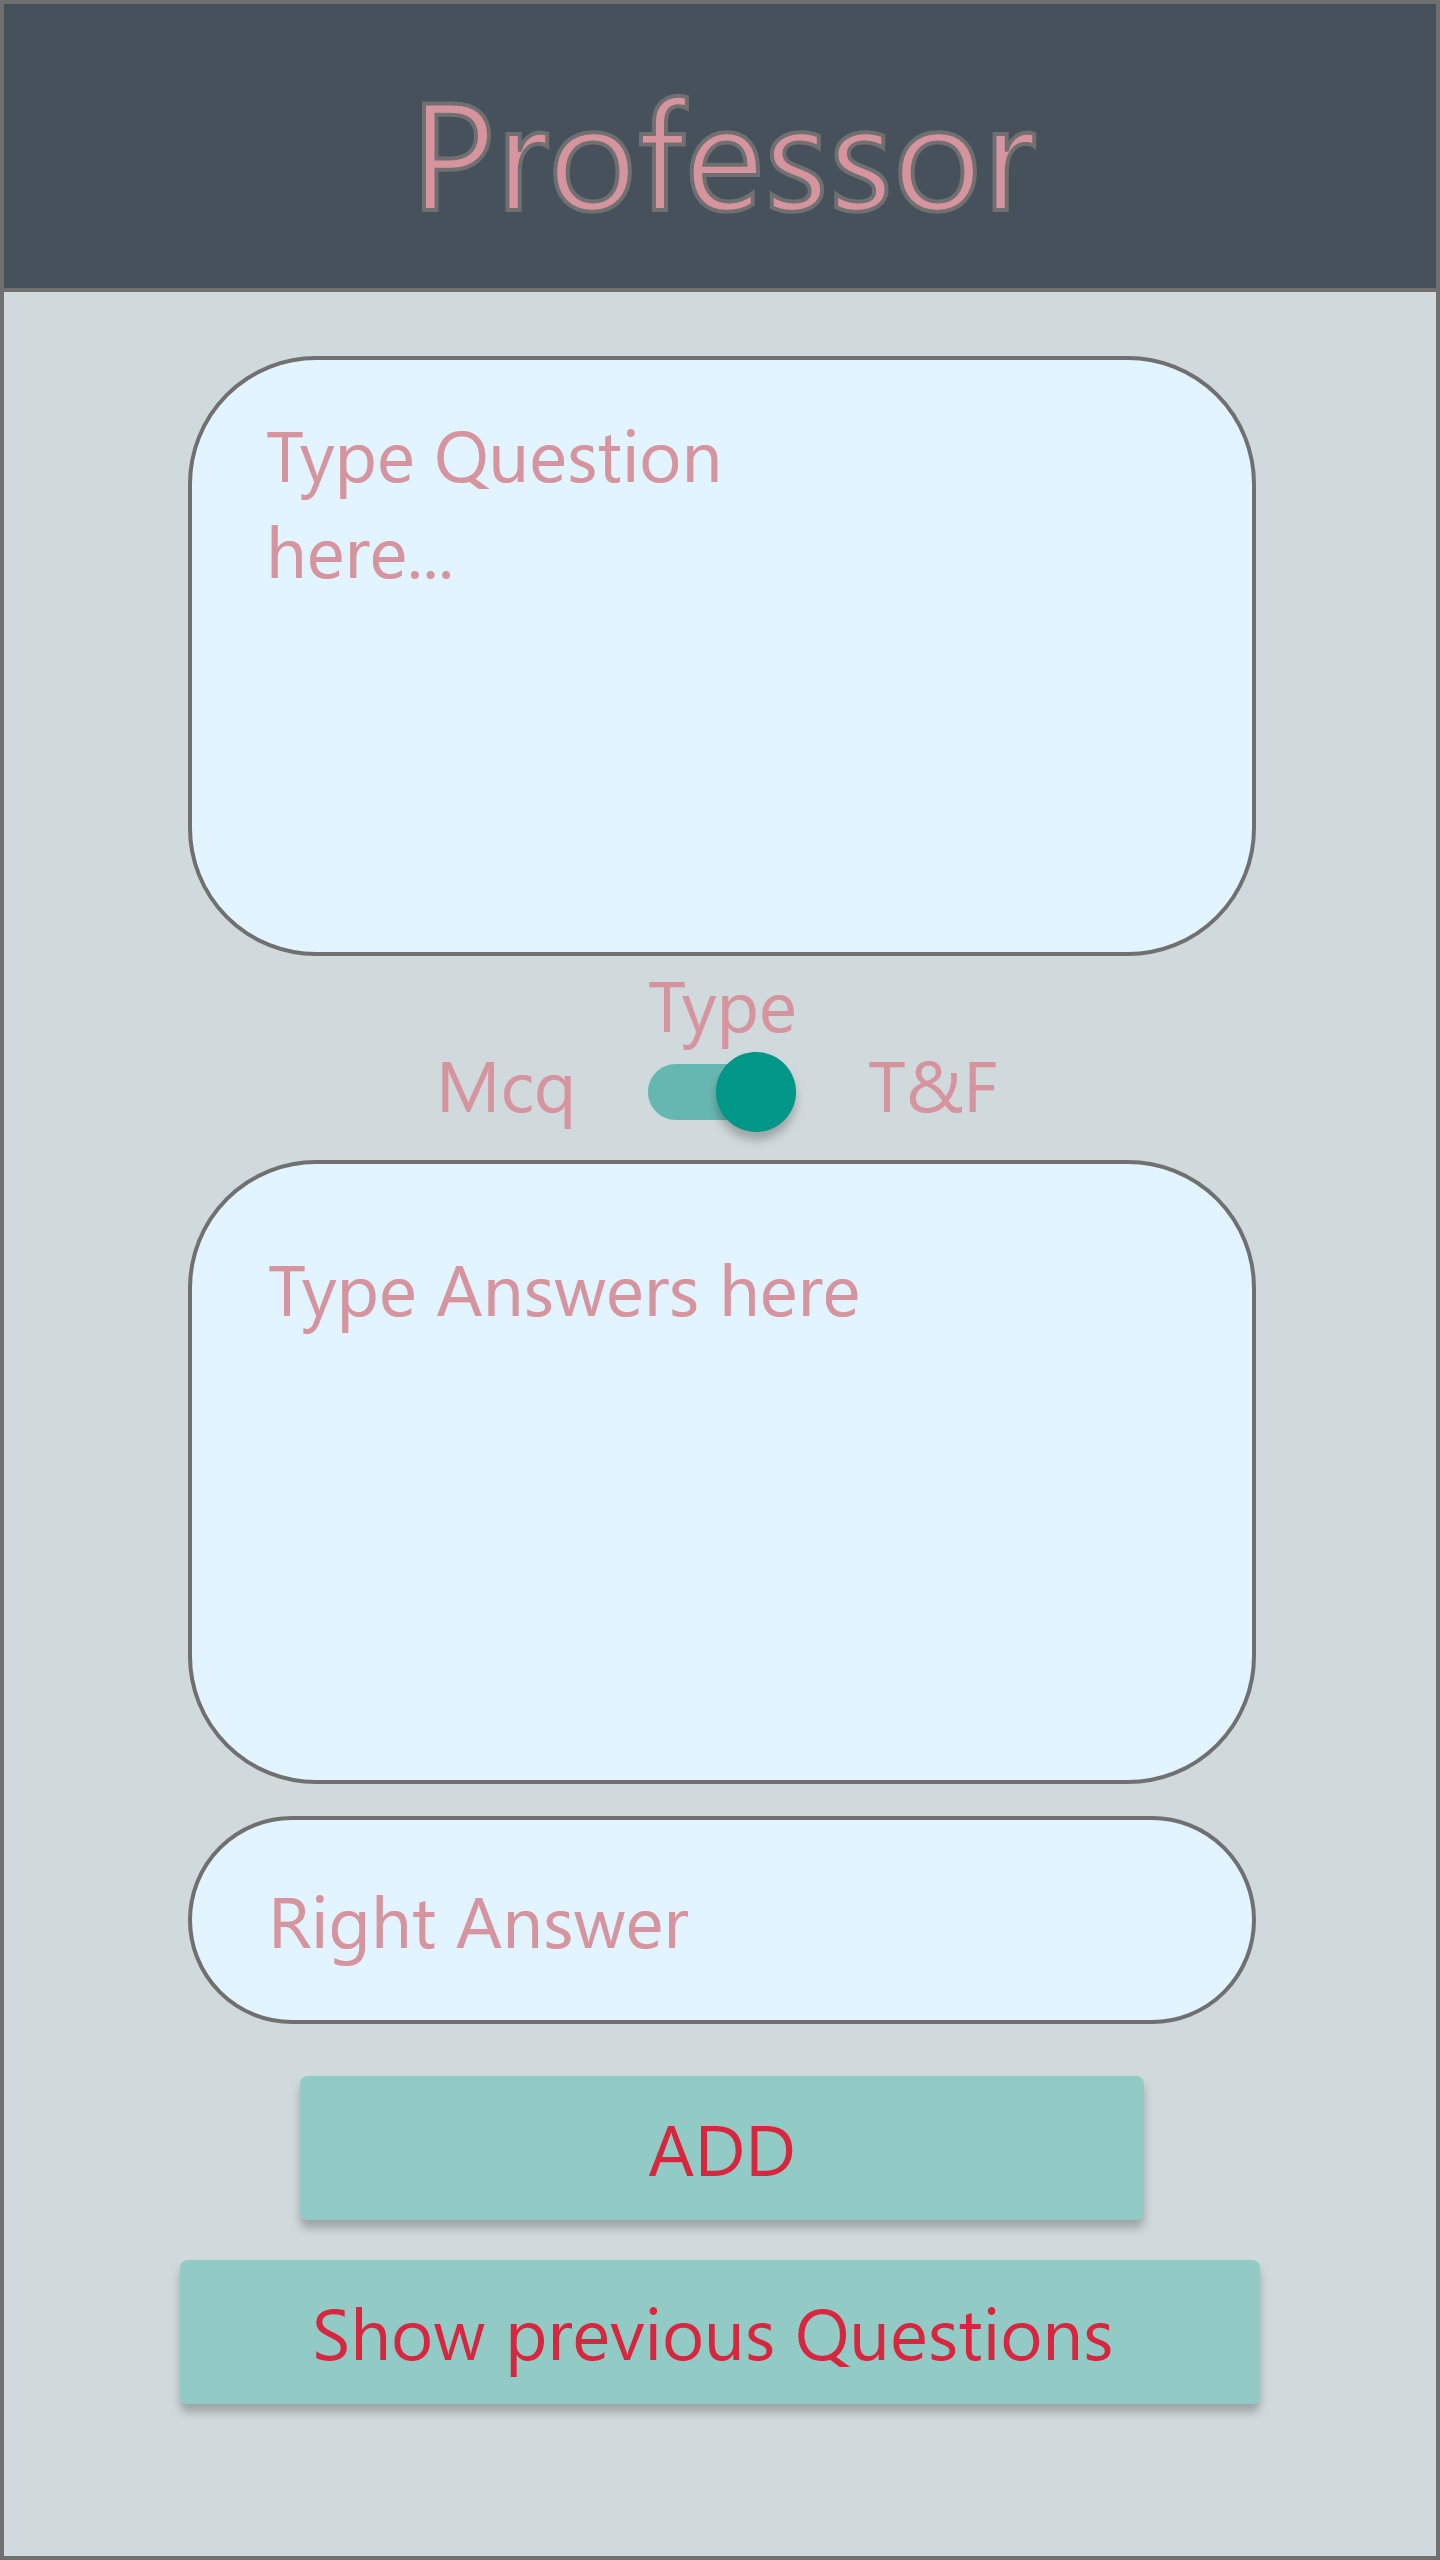 Professor
Type Question
here...
Type
Mcq T&F
Type Answers here
Right Answer
ADD
Show previous Questions